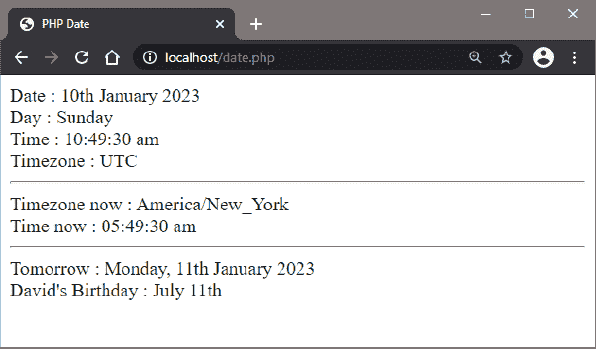 PHP Date
localhost/date.php
Date : 10th January 2023
Day : Sunday
Time : 10:49:30 am
Timezone : UTC
Timezone now : America/New_York
Time now : 05:49:30 am
Tomorrow : Monday, 11th January 2023
David's Birthday : July 11th